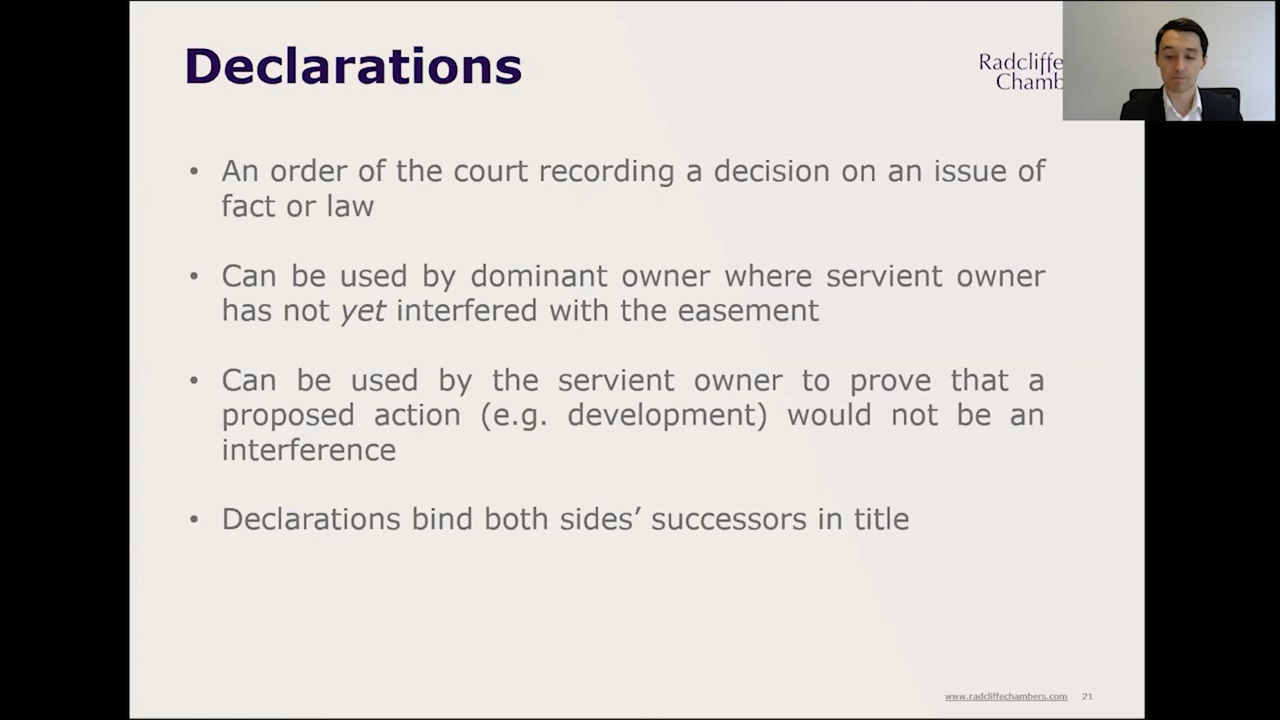 Declarations
Radcliffe
Chamb
• An order of the court recording a decision on an issue of
fact or law
• Can be used by dominant owner where servient owner
has not yet interfered with the easement
• Can be used by the servient owner to prove that a
proposed action (e.g. development) would not be an
interference
• Declarations bind both sides’ successors in title
www.radcliffechambers.com 21